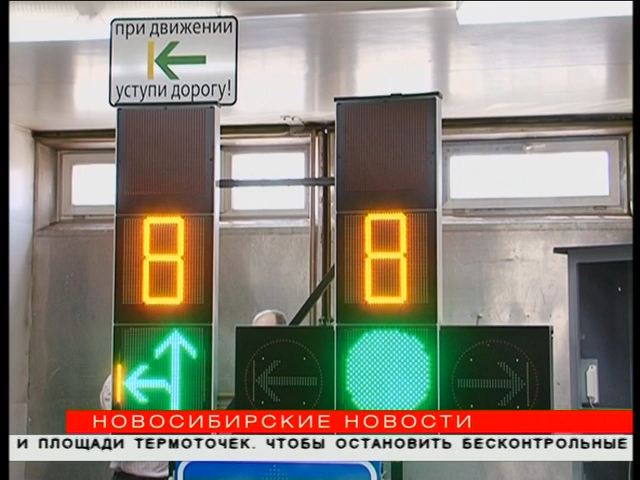 при движении
уступи дорогу!
8 8
НОВОСИБИРСКИЕ НОВОСТИ
И ПЛОЩАДИ ТЕРМОТОЧЕК. ЧТОБЫ ОСТАНОВИТЬ БЕСКОНТРОЛЬНЫЕ